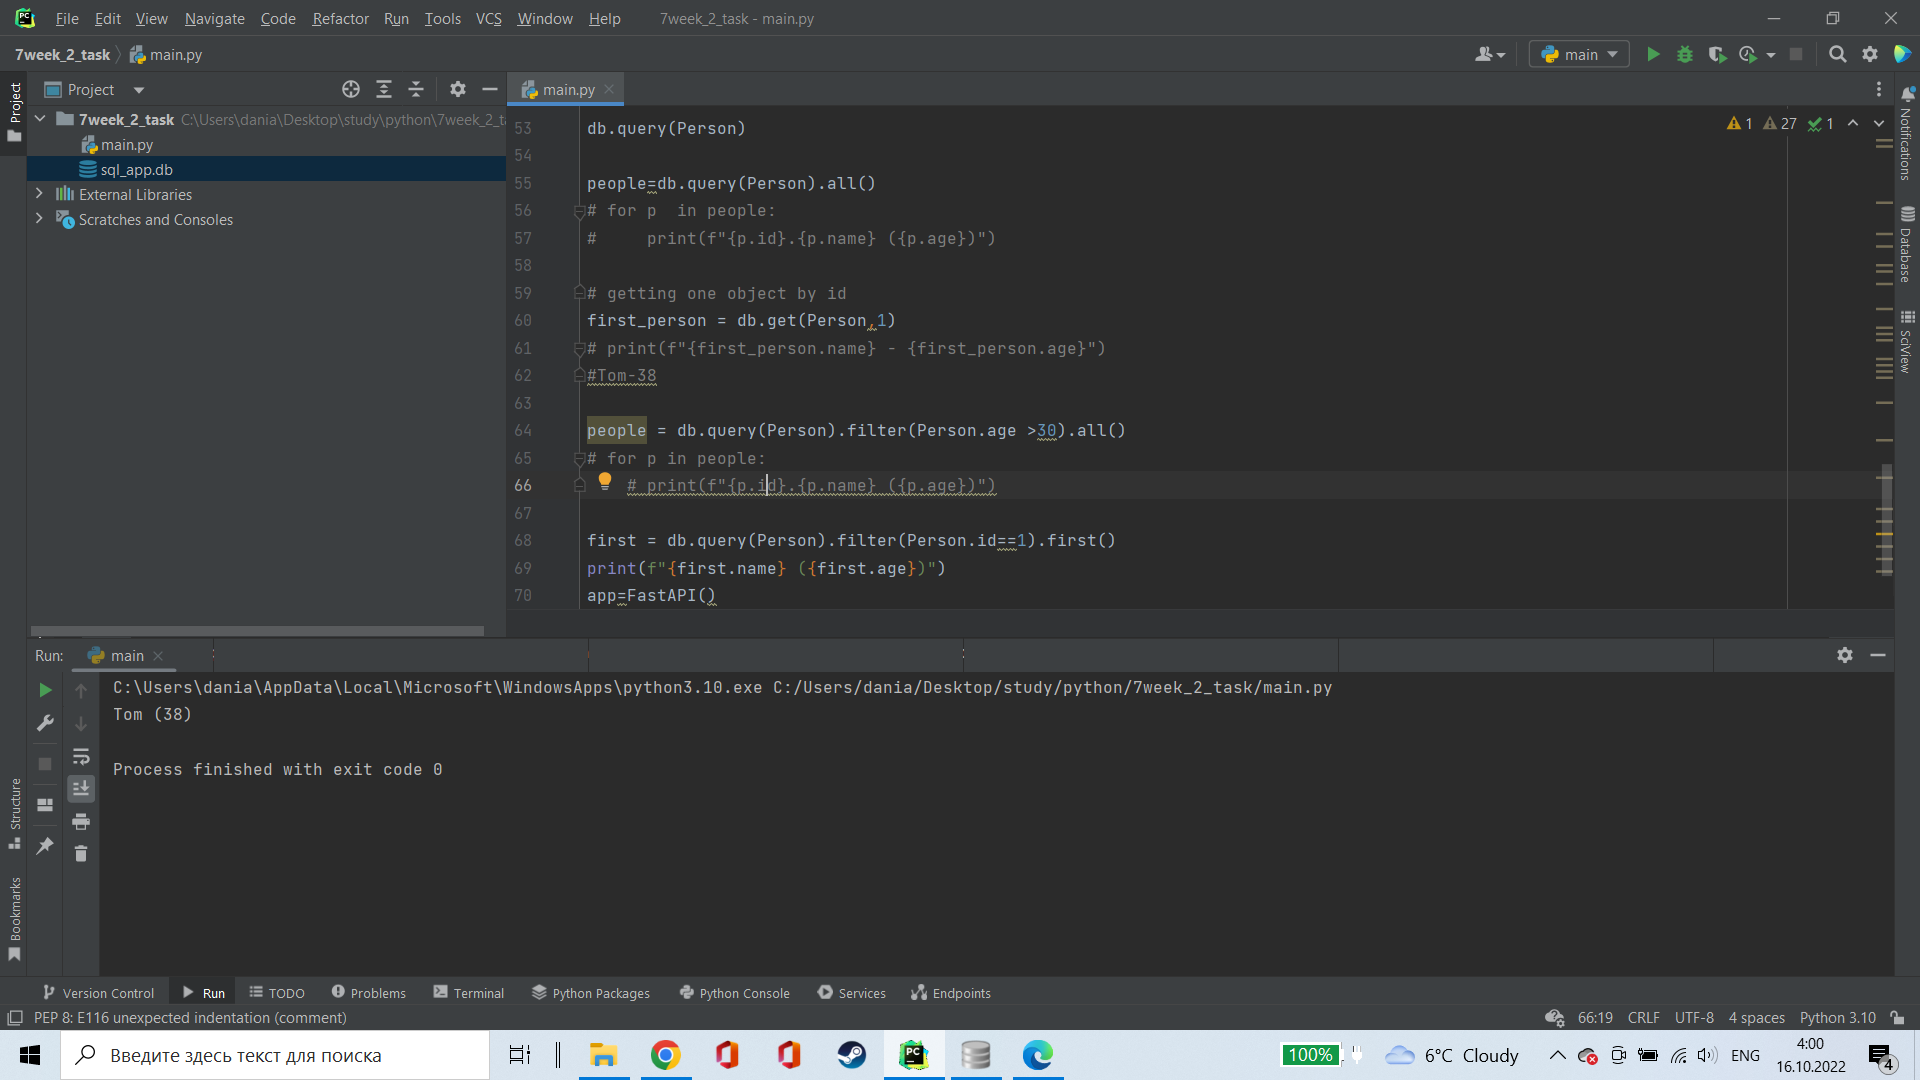 File Edit View Navigate Code Refactor Run Tools VCS Window Help 7week_2_task - main.py
7week_2_task main.py
main
Project
main.py
Project
7week_2_task C:\Users\dania\Desktop\study\python\7week_2_t
main.py
sql_app.db
External Libraries
Scratches and Consoles
1 27 1
53 db.query(Person)
54
55 people=db.query(Person).all()
56 # for p  in people:
57 #     print(f"{p.id}.{p.name} ({p.age})")
58
59 # getting one object by id
60 first_person = db.get(Person,1)
61 # print(f"{first_person.name} - {first_person.age}")
62 #Tom-38
63
64 people = db.query(Person).filter(Person.age >30).all()
65 # for p in people:
66     # print(f"{p.id}.{p.name} ({p.age})")
67
68 first = db.query(Person).filter(Person.id==1).first()
69 print(f"{first.name} ({first.age})")
70 app=FastAPI()
Notifications
Database
SciView
Run: main
C:\Users\dania\AppData\Local\Microsoft\WindowsApps\python3.10.exe C:/Users/dania/Desktop/study/python/7week_2_task/main.py
Tom (38)
Process finished with exit code 0
Structure
Bookmarks
Version Control Run TODO Problems Terminal Python Packages Python Console Services Endpoints
PEP 8: E116 unexpected indentation (comment) 66:19 CRLF UTF-8 4 spaces Python 3.10
Введите здесь текст для поиска
100% 6°C Cloudy ENG
4:00
16.10.2022
4